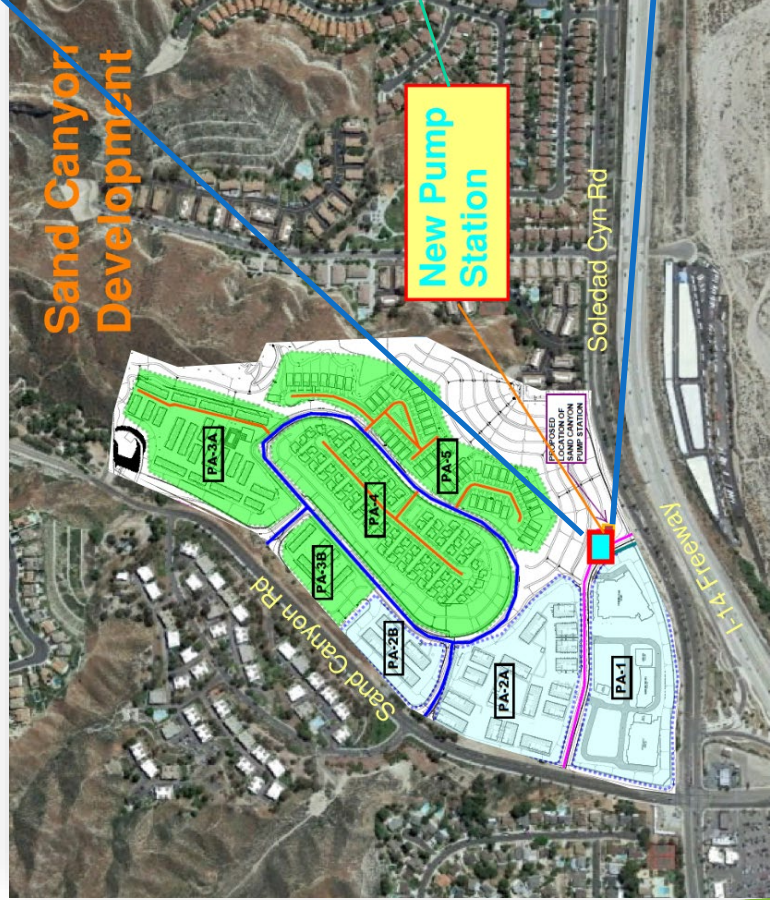 Sand Canyon
Development
New Pump
Station
Soledad Cyn Rd
PROPOSED
LOCATION OF
SAND CANYON
PUMP STATION
PA-3A
PA-5
PA-4
PA-3B
Sand Canyon Rd
PA-2B
PA-2A
PA-1
I-14 Freeway